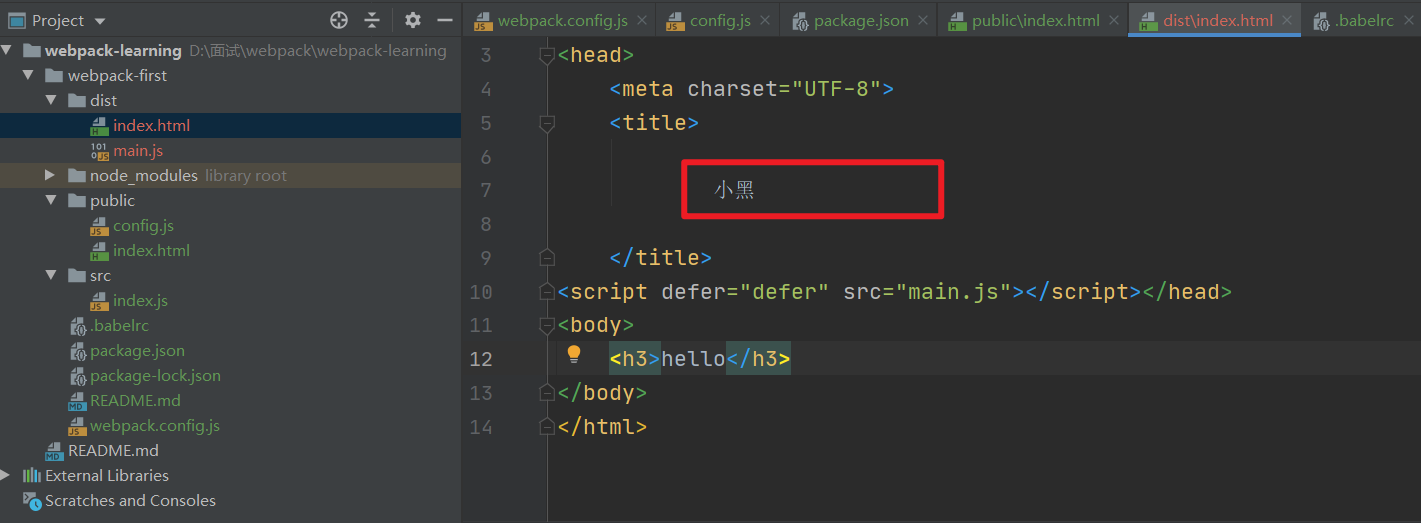 Project
webpack.config.js
config.js
package.json
public\index.html
dist\index.html
.babelrc
webpack-learning D:\面试\webpack\webpack-learning
webpack-first
dist
index.html
main.js
node_modules library root
public
config.js
index.html
src
index.js
.babelrc
package.json
package-lock.json
README.md
webpack.config.js
README.md
External Libraries
Scratches and Consoles
3 <head>
4 <meta charset="UTF-8">
5 <title>
6
7 小黑
8
9 </title>
10 <script defer="defer" src="main.js"></script></head>
11 <body>
12 <h3>hello</h3>
13 </body>
14 </html>